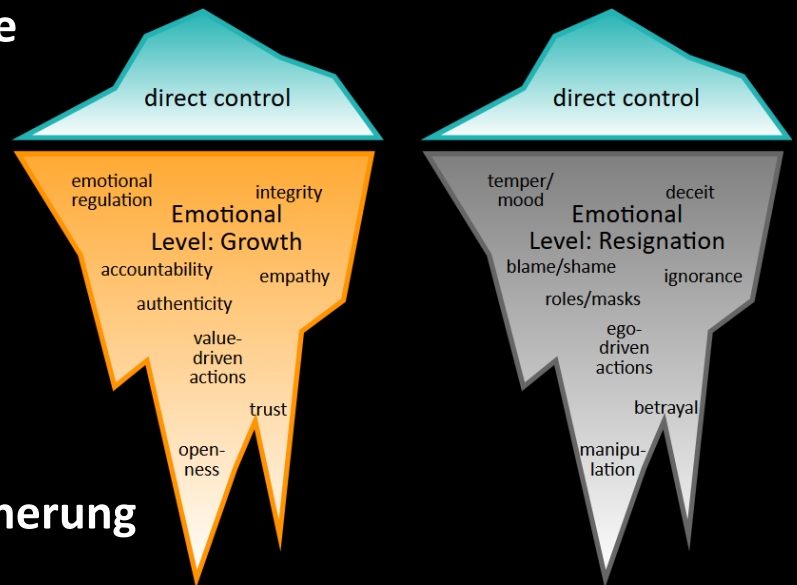 e
direct control
emotional
regulation
integrity
Emotional
Level: Growth
accountability
empathy
authenticity
value-
driven
actions
trust
open-
ness
direct control
temper/
mood
deceit
Emotional
Level: Resignation
blame/shame
ignorance
roles/masks
ego-
driven
actions
betrayal
manipu-
lation
herung